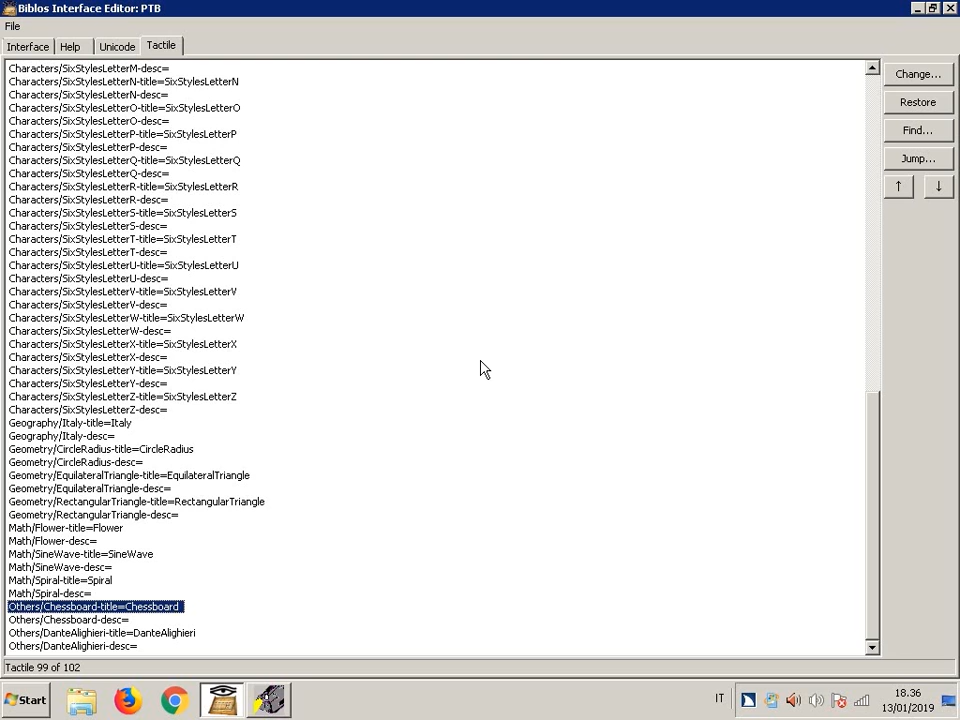 Biblos Interface Editor: PTB
File
Interface Help Unicode Tactile
Characters/SixStylesLetterM-desc=
Characters/SixStylesLetterN-title=SixStylesLetterN
Characters/SixStylesLetterN-desc=
Characters/SixStylesLetterO-title=SixStylesLetterO
Characters/SixStylesLetterO-desc=
Characters/SixStylesLetterP-title=SixStylesLetterP
Characters/SixStylesLetterP-desc=
Characters/SixStylesLetterQ-title=SixStylesLetterQ
Characters/SixStylesLetterQ-desc=
Characters/SixStylesLetterR-title=SixStylesLetterR
Characters/SixStylesLetterR-desc=
Characters/SixStylesLetterS-title=SixStylesLetterS
Characters/SixStylesLetterS-desc=
Characters/SixStylesLetterT-title=SixStylesLetterT
Characters/SixStylesLetterT-desc=
Characters/SixStylesLetterU-title=SixStylesLetterU
Characters/SixStylesLetterU-desc=
Characters/SixStylesLetterV-title=SixStylesLetterV
Characters/SixStylesLetterV-desc=
Characters/SixStylesLetterW-title=SixStylesLetterW
Characters/SixStylesLetterW-desc=
Characters/SixStylesLetterX-title=SixStylesLetterX
Characters/SixStylesLetterX-desc=
Characters/SixStylesLetterY-title=SixStylesLetterY
Characters/SixStylesLetterY-desc=
Characters/SixStylesLetterZ-title=SixStylesLetterZ
Characters/SixStylesLetterZ-desc=
Geography/Italy-title=Italy
Geography/Italy-desc=
Geometry/CircleRadius-title=CircleRadius
Geometry/CircleRadius-desc=
Geometry/EquilateralTriangle-title=EquilateralTriangle
Geometry/EquilateralTriangle-desc=
Geometry/RectangularTriangle-title=RectangularTriangle
Geometry/RectangularTriangle-desc=
Math/Flower-title=Flower
Math/Flower-desc=
Math/SineWave-title=SineWave
Math/SineWave-desc=
Math/Spiral-title=Spiral
Math/Spiral-desc=
Others/Chessboard-title=Chessboard
Others/Chessboard-desc=
Others/DanteAlighieri-title=DanteAlighieri
Others/DanteAlighieri-desc=
Change...
Restore
Find...
Jump...
↑ ↓
Tactile 99 of 102
Start
IT
18.36
13/01/2019